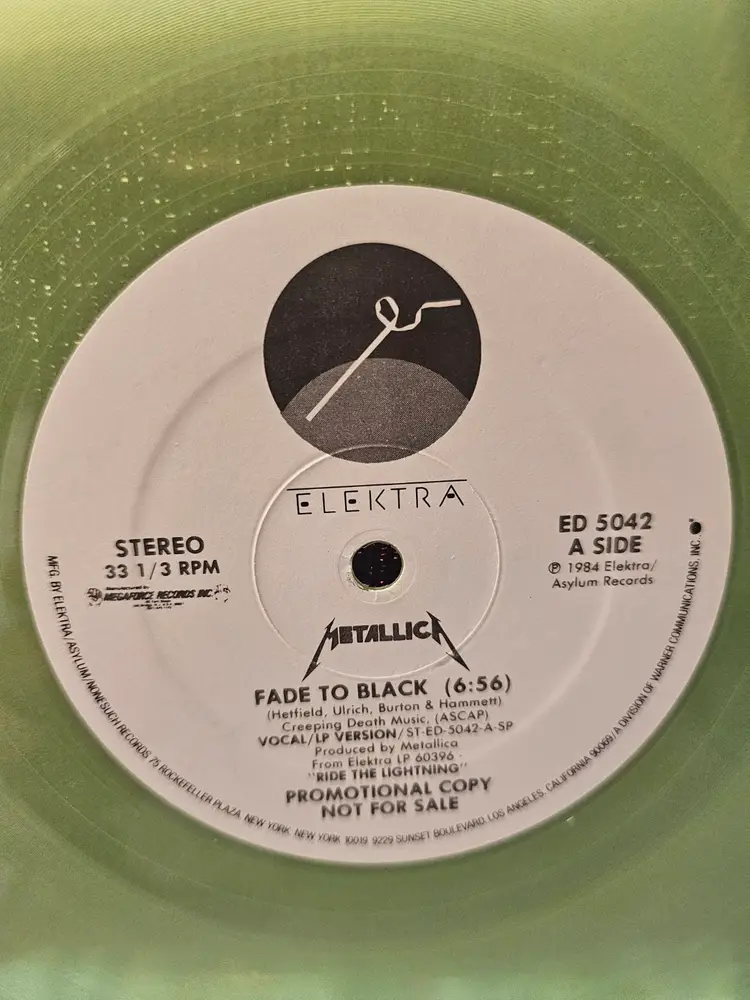 ELEKTRA
STEREO
33 1/3 RPM
Manufactured by
MEGAFORCE RECORDS INC.
ED 5042
A SIDE
℗ 1984 Elektra/
Asylum Records
METALLICA
FADE TO BLACK (6:56)
(Hetfield, Ulrich, Burton & Hammett)
Creeping Death Music, (ASCAP)
VOCAL/LP VERSION/ST-ED-5042-A-SP
Produced by Metallica
From Elektra LP 60396 -
"RIDE THE LIGHTNING"
PROMOTIONAL COPY
NOT FOR SALE
MFG. BY ELEKTRA/ASYLUM/NONESUCH RECORDS 75 ROCKEFELLER PLAZA, NEW YORK, NEW YORK 10019 9229 SUNSET BOULEVARD, LOS ANGELES, CALIFORNIA 90069/A DIVISION OF WARNER COMMUNICATIONS, INC.